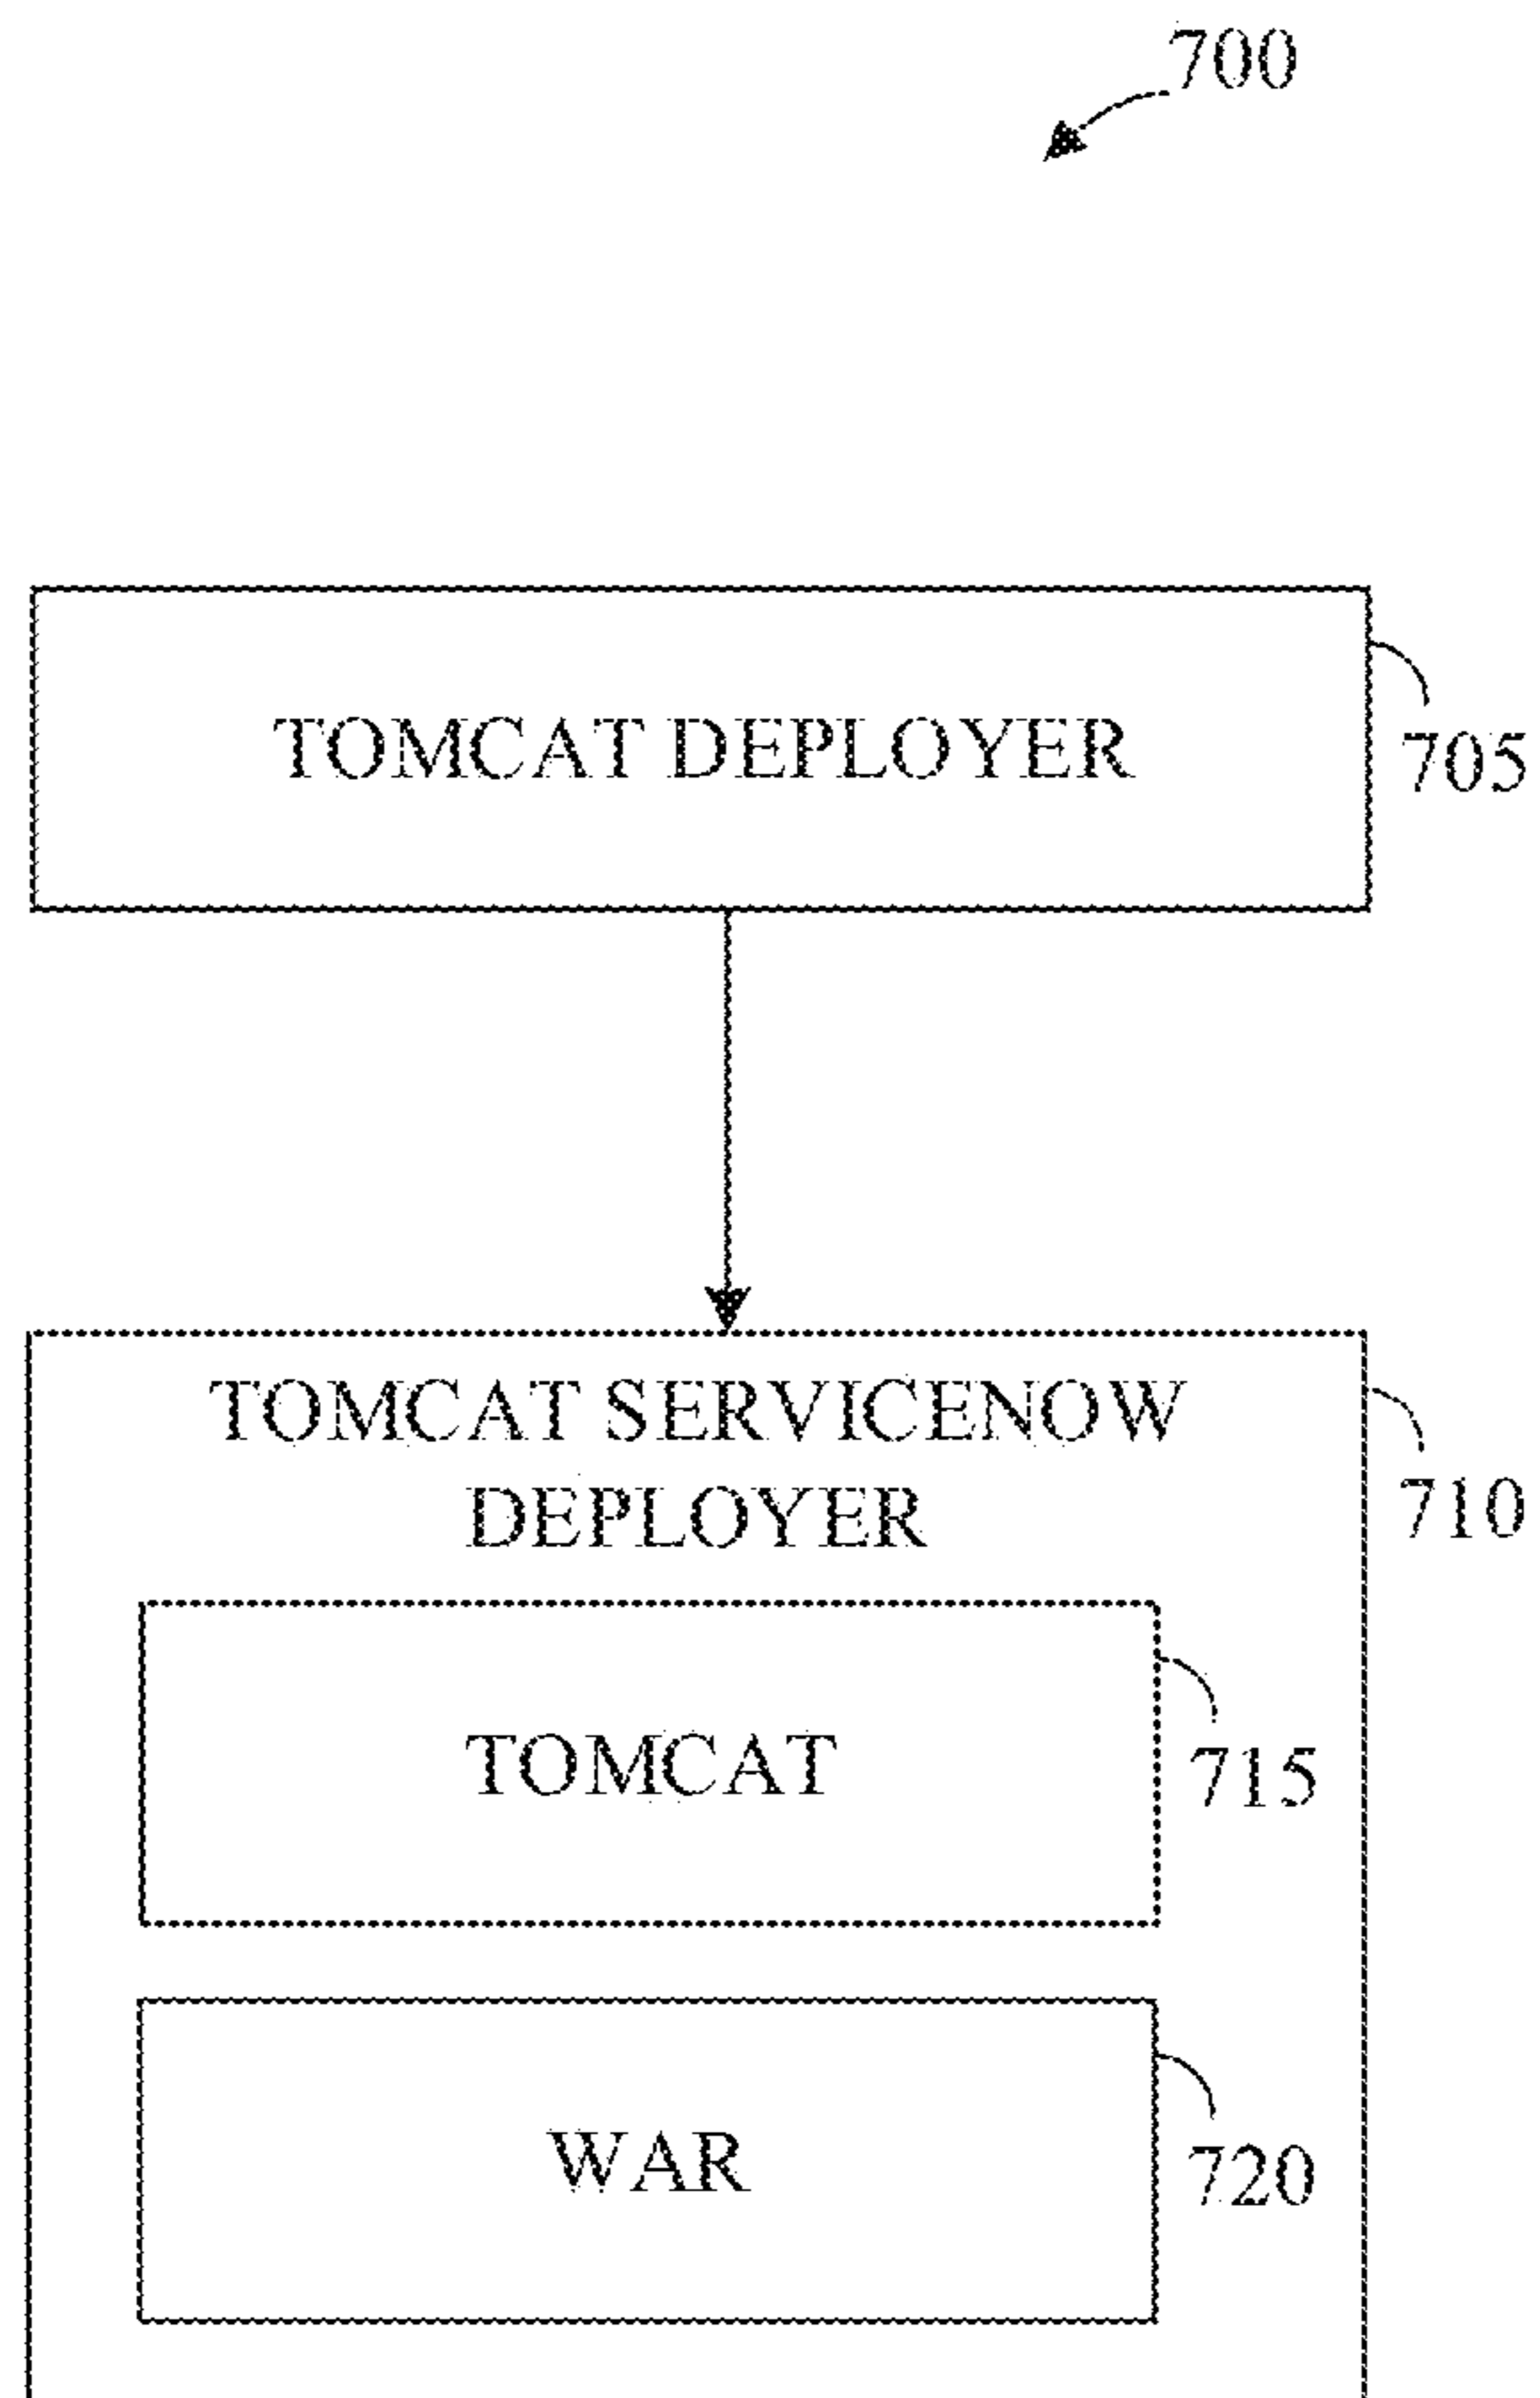 700
TOMCAT DEPLOYER
705
TOMCAT SERVICENOW
DEPLOYER
710
TOMCAT
715
WAR
720